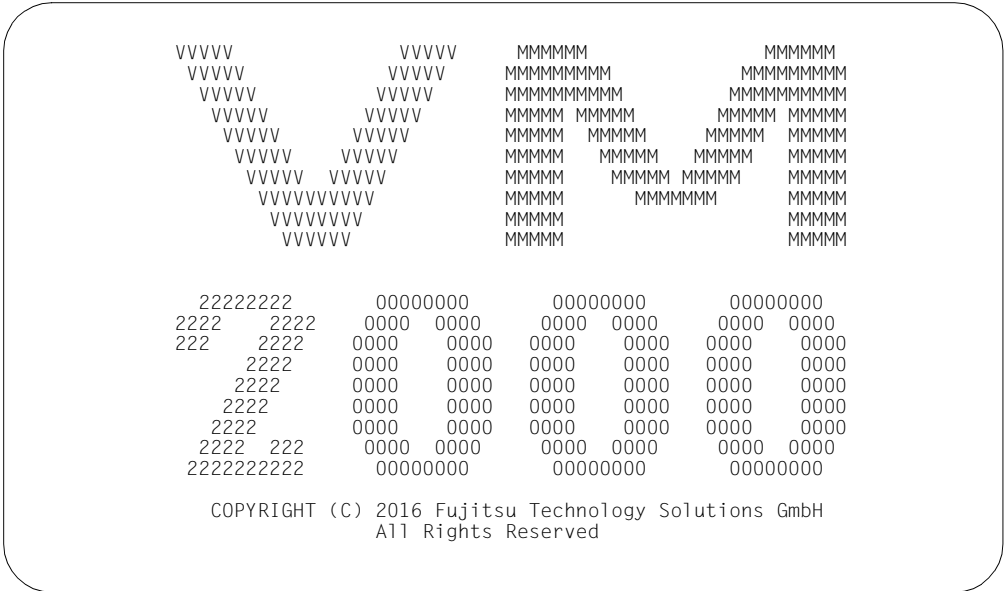 VVVVV              VVVVV     MMMMMM               MMMMMM
 VVVVV            VVVVV     MMMMMMMMM           MMMMMMMMM
  VVVVV          VVVVV      MMMMMMMMMM         MMMMMMMMMM
   VVVVV        VVVVV       MMMMM MMMMM       MMMMM MMMMM
    VVVVV      VVVVV        MMMMM  MMMMM     MMMMM  MMMMM
     VVVVV    VVVVV         MMMMM   MMMMM   MMMMM   MMMMM
      VVVVV  VVVVV          MMMMM    MMMMM MMMMM    MMMMM
       VVVVVVVVVV           MMMMM      MMMMMMM      MMMMM
        VVVVVVVV            MMMMM                   MMMMM
         VVVVVV             MMMMM                   MMMMM
  22222222       00000000       00000000       00000000
2222    2222    0000  0000     0000  0000     0000  0000
222    2222    0000    0000   0000    0000   0000    0000
      2222     0000    0000   0000    0000   0000    0000
     2222      0000    0000   0000    0000   0000    0000
    2222       0000    0000   0000    0000   0000    0000
   2222        0000    0000   0000    0000   0000    0000
  2222  222     0000  0000     0000  0000     0000  0000
 2222222222      00000000       00000000       00000000
COPYRIGHT (C) 2016 Fujitsu Technology Solutions GmbH
All Rights Reserved